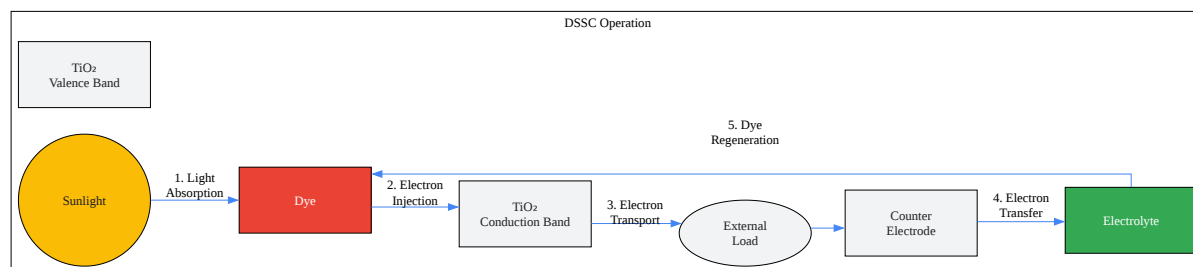 DSSC Operation
TiO₂
Valence Band
5. Dye
Regeneration
1. Light
Absorption
2. Electron
Injection
3. Electron
Transport
4. Electron
Transfer
Sunlight
Dye
TiO₂
Conduction Band
External
Load
Counter
Electrode
Electrolyte